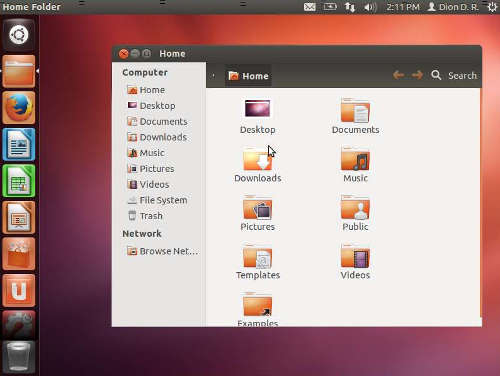 Home Folder
2:11 PM
Dion D. R.
Home
Computer
Home
Desktop
Documents
Downloads
Music
Pictures
Videos
File System
Trash
Network
Browse Net...
Home
Search
Desktop
Documents
Downloads
Music
Pictures
Public
Templates
Videos
Examples